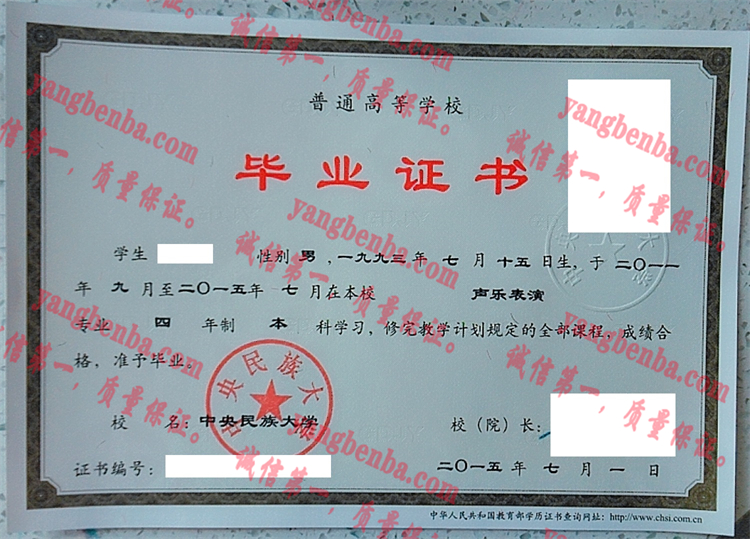 普通高等学校
毕业证书
学生 性别 男，一九九三年 七 月 十五 日生，于 二〇一一
年 九 月至二〇一五年 七 月在本校 声乐表演
专业 四 年制 本 科学习，修完教学计划规定的全部课程，成绩合
格，准予毕业。
中央民族大学
校 名：中央民族大学 校（院）长：
证书编号： 二〇一五年 七 月 一 日
中华人民共和国教育部学历证书查询网址：http://www.chsi.com.cn
yangbenba.com
诚信第一，质量保证。